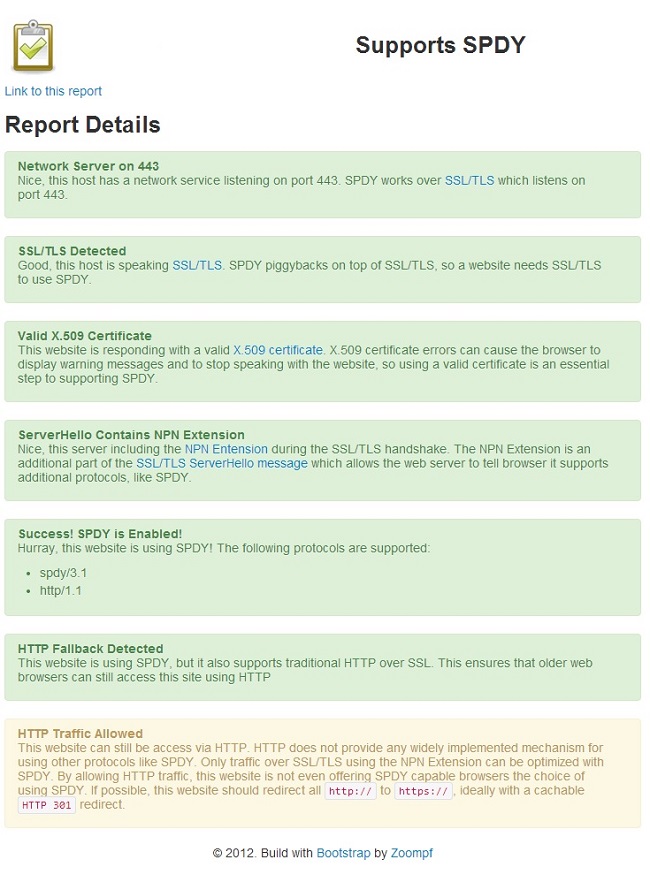 Supports SPDY
Link to this report
Report Details
Network Server on 443
Nice, this host has a network service listening on port 443. SPDY works over SSL/TLS which listens on
port 443.
SSL/TLS Detected
Good, this host is speaking SSL/TLS. SPDY piggybacks on top of SSL/TLS, so a website needs SSL/TLS
to use SPDY.
Valid X.509 Certificate
This website is responding with a valid X.509 certificate. X.509 certificate errors can cause the browser to
display warning messages and to stop speaking with the website, so using a valid certificate is an essential
step to supporting SPDY.
ServerHello Contains NPN Extension
Nice, this server including the NPN Entension during the SSL/TLS handshake. The NPN Extension is an
additional part of the SSL/TLS ServerHello message which allows the web server to tell browser it supports
additional protocols, like SPDY.
Success! SPDY is Enabled!
Hurray, this website is using SPDY! The following protocols are supported:
• spdy/3.1
• http/1.1
HTTP Fallback Detected
This website is using SPDY, but it also supports traditional HTTP over SSL. This ensures that older web
browsers can still access this site using HTTP
HTTP Traffic Allowed
This website can still be access via HTTP. HTTP does not provide any widely implemented mechanism for
using other protocols like SPDY. Only traffic over SSL/TLS using the NPN Extension can be optimized with
SPDY. By allowing HTTP traffic, this website is not even offering SPDY capable browsers the choice of
using SPDY. If possible, this website should redirect all http:// to https://, ideally with a cachable
HTTP 301 redirect.
© 2012. Build with Bootstrap by Zoompf